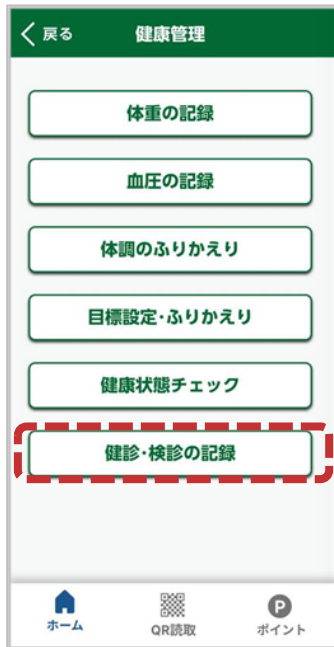 戻る 健康管理
体重の記録
血圧の記録
体調のふりかえり
目標設定・ふりかえり
健康状態チェック
健診・検診の記録
ホーム QR読取 P ポイント